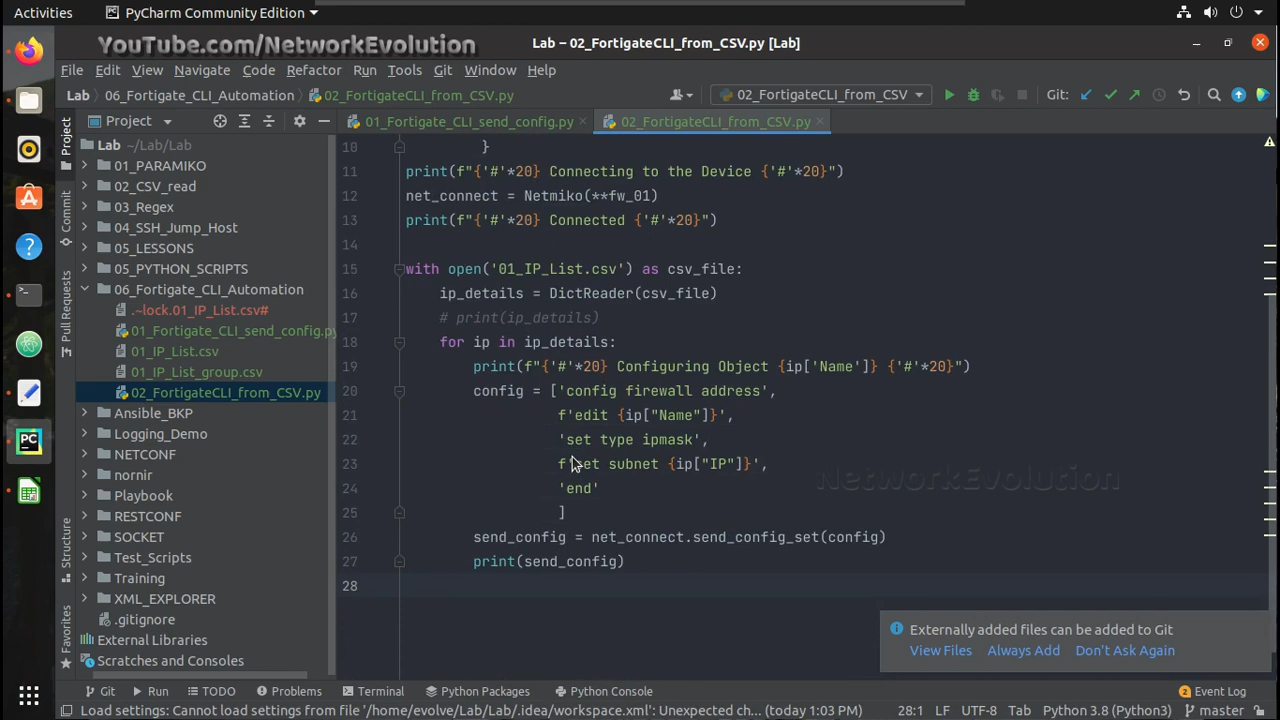 Activities
PyCharm Community Edition
YouTube.com/NetworkEvolution
Lab – 02_FortigateCLI_from_CSV.py [Lab]
File Edit View Navigate Code Refactor Run Tools Git Window Help
Lab 06_Fortigate_CLI_Automation 02_FortigateCLI_from_CSV.py 02_FortigateCLI_from_CSV Git:
Project
Project
Commit
Pull Requests
Structure
Favorites
01_Fortigate_CLI_send_config.py
02_FortigateCLI_from_CSV.py
Lab ~/Lab/Lab
01_PARAMIKO
02_CSV_read
03_Regex
04_SSH_Jump_Host
05_LESSONS
05_PYTHON_SCRIPTS
06_Fortigate_CLI_Automation
.~lock.01_IP_List.csv#
01_Fortigate_CLI_send_config.py
01_IP_List.csv
01_IP_List_group.csv
02_FortigateCLI_from_CSV.py
Ansible_BKP
Logging_Demo
NETCONF
nornir
Playbook
RESTCONF
SOCKET
Test_Scripts
Training
XML_EXPLORER
.gitignore
External Libraries
Scratches and Consoles
10 }
11 print(f"{'#'*20} Connecting to the Device {'#'*20}")
12 net_connect = Netmiko(**fw_01)
13 print(f"{'#'*20} Connected {'#'*20}")
14
15 with open('01_IP_List.csv') as csv_file:
16 ip_details = DictReader(csv_file)
17 # print(ip_details)
18 for ip in ip_details:
19 print(f"{'#'*20} Configuring Object {ip['Name']} {'#'*20}")
20 config = ['config firewall address',
21 f'edit {ip["Name"]}',
22 'set type ipmask',
23 f'set subnet {ip["IP"]}',
24 'end'
25 ]
26 send_config = net_connect.send_config_set(config)
27 print(send_config)
28
NetworkEvolution
Externally added files can be added to Git
View Files Always Add Don't Ask Again
Git Run TODO Problems Terminal Python Packages Python Console 2 Event Log
Load settings: Cannot load settings from file '/home/evolve/Lab/Lab/.idea/workspace.xml': Unexpected ch... (today 1:03 PM) 28:1 LF UTF-8 Tab Python 3.8 (Python3) master